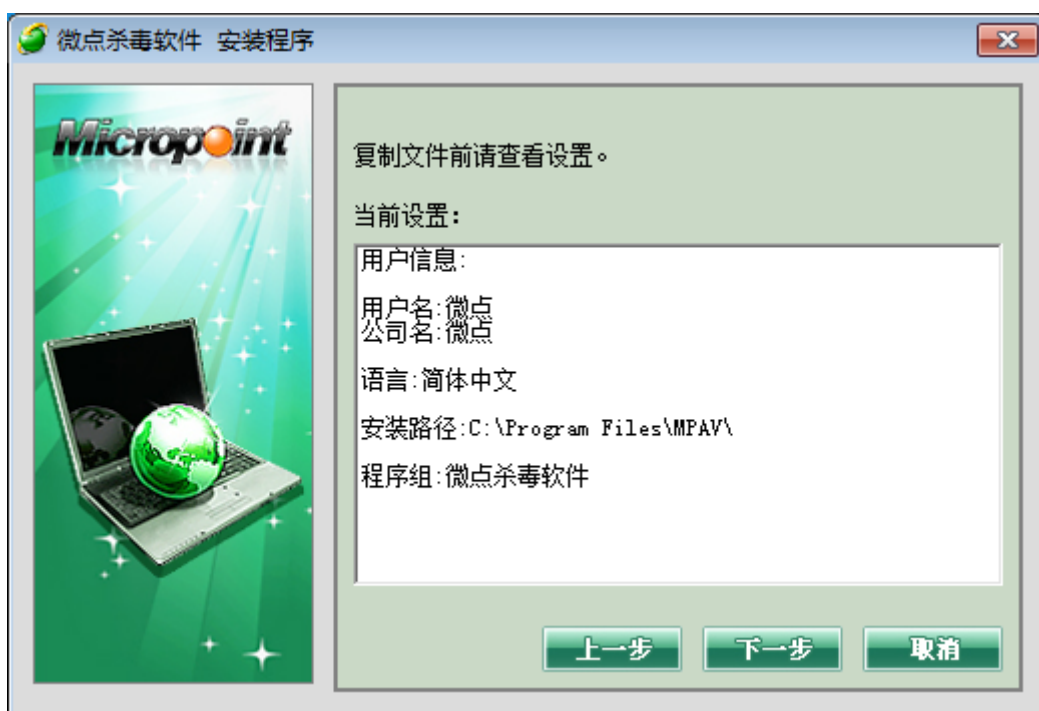 微点杀毒软件 安装程序
Micropoint
复制文件前请查看设置。
当前设置:
用户信息:
用户名:微点
公司名:微点
语言:简体中文
安装路径:C:\Program Files\MPAV\
程序组:微点杀毒软件
上一步 下一步 取消